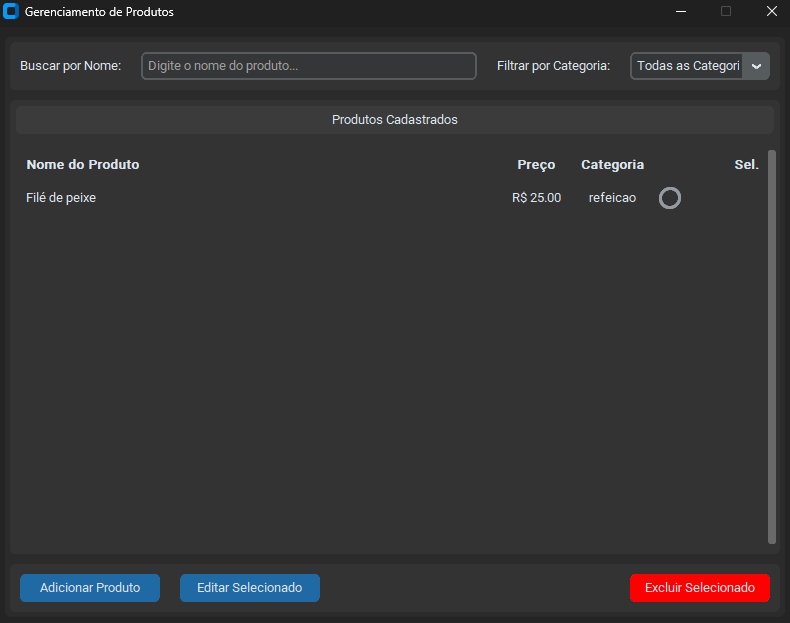 Gerenciamento de Produtos
Buscar por Nome: Digite o nome do produto... Filtrar por Categoria: Todas as Categori
Produtos Cadastrados
Nome do Produto Preço Categoria Sel.
Filé de peixe R$ 25.00 refeicao
Adicionar Produto Editar Selecionado Excluir Selecionado